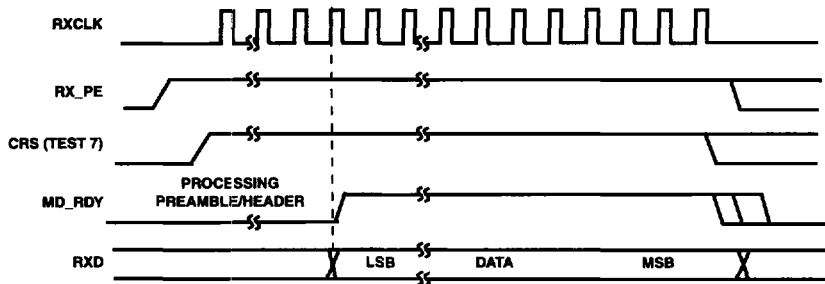 RXCLK
RX_PE
CRS (TEST 7)
PROCESSING
PREAMBLE/HEADER
MD_RDY
RXD
LSB DATA MSB